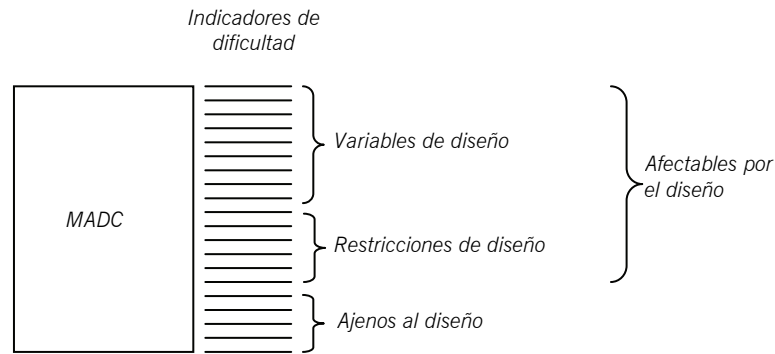 Indicadores de
dificultad
MADC
Variables de diseño
Restricciones de diseño
Ajenos al diseño
Afectables por
el diseño